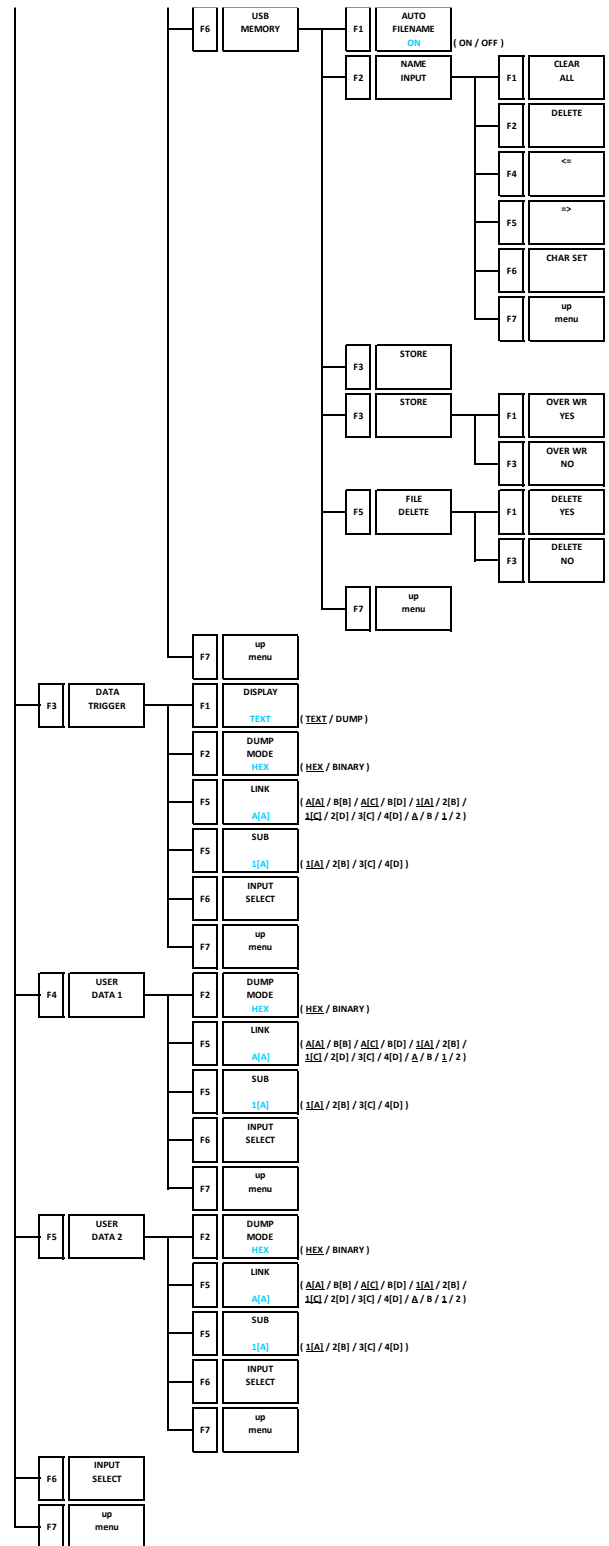 F6
USB
MEMORY
F1
AUTO
FILENAME
ON
( ON / OFF )
F2
NAME
INPUT
F1
CLEAR
ALL
F2
DELETE
F4
<=
F5
=>
F6
CHAR SET
F7
up
menu
F3
STORE
F3
STORE
F1
OVER WR
YES
F3
OVER WR
NO
F5
FILE
DELETE
F1
DELETE
YES
F3
DELETE
NO
F7
up
menu
F7
up
menu
F3
DATA
TRIGGER
F1
DISPLAY
TEXT
( TEXT / DUMP )
F2
DUMP
MODE
HEX
( HEX / BINARY )
F5
LINK
A[A]
( A[A] / B[B] / A[C] / B[D] / 1[A] / 2[B] /
1[C] / 2[D] / 3[C] / 4[D] / A / B / 1 / 2 )
F5
SUB
1[A]
( 1[A] / 2[B] / 3[C] / 4[D] )
F6
INPUT
SELECT
F7
up
menu
F4
USER
DATA 1
F2
DUMP
MODE
HEX
( HEX / BINARY )
F5
LINK
A[A]
( A[A] / B[B] / A[C] / B[D] / 1[A] / 2[B] /
1[C] / 2[D] / 3[C] / 4[D] / A / B / 1 / 2 )
F5
SUB
1[A]
( 1[A] / 2[B] / 3[C] / 4[D] )
F6
INPUT
SELECT
F7
up
menu
F5
USER
DATA 2
F2
DUMP
MODE
HEX
( HEX / BINARY )
F5
LINK
A[A]
( A[A] / B[B] / A[C] / B[D] / 1[A] / 2[B] /
1[C] / 2[D] / 3[C] / 4[D] / A / B / 1 / 2 )
F5
SUB
1[A]
( 1[A] / 2[B] / 3[C] / 4[D] )
F6
INPUT
SELECT
F7
up
menu
F6
INPUT
SELECT
F7
up
menu